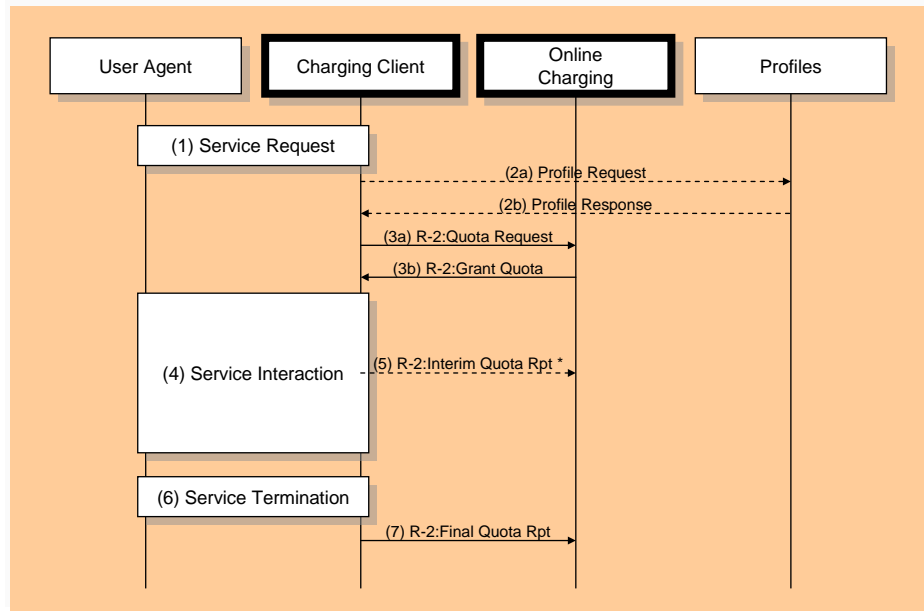 User Agent
Charging Client
Online
Charging
Profiles
(1) Service Request
(2a) Profile Request
(2b) Profile Response
(3a) R-2:Quota Request
(3b) R-2:Grant Quota
(4) Service Interaction
(5) R-2:Interim Quota Rpt *
(6) Service Termination
(7) R-2:Final Quota Rpt